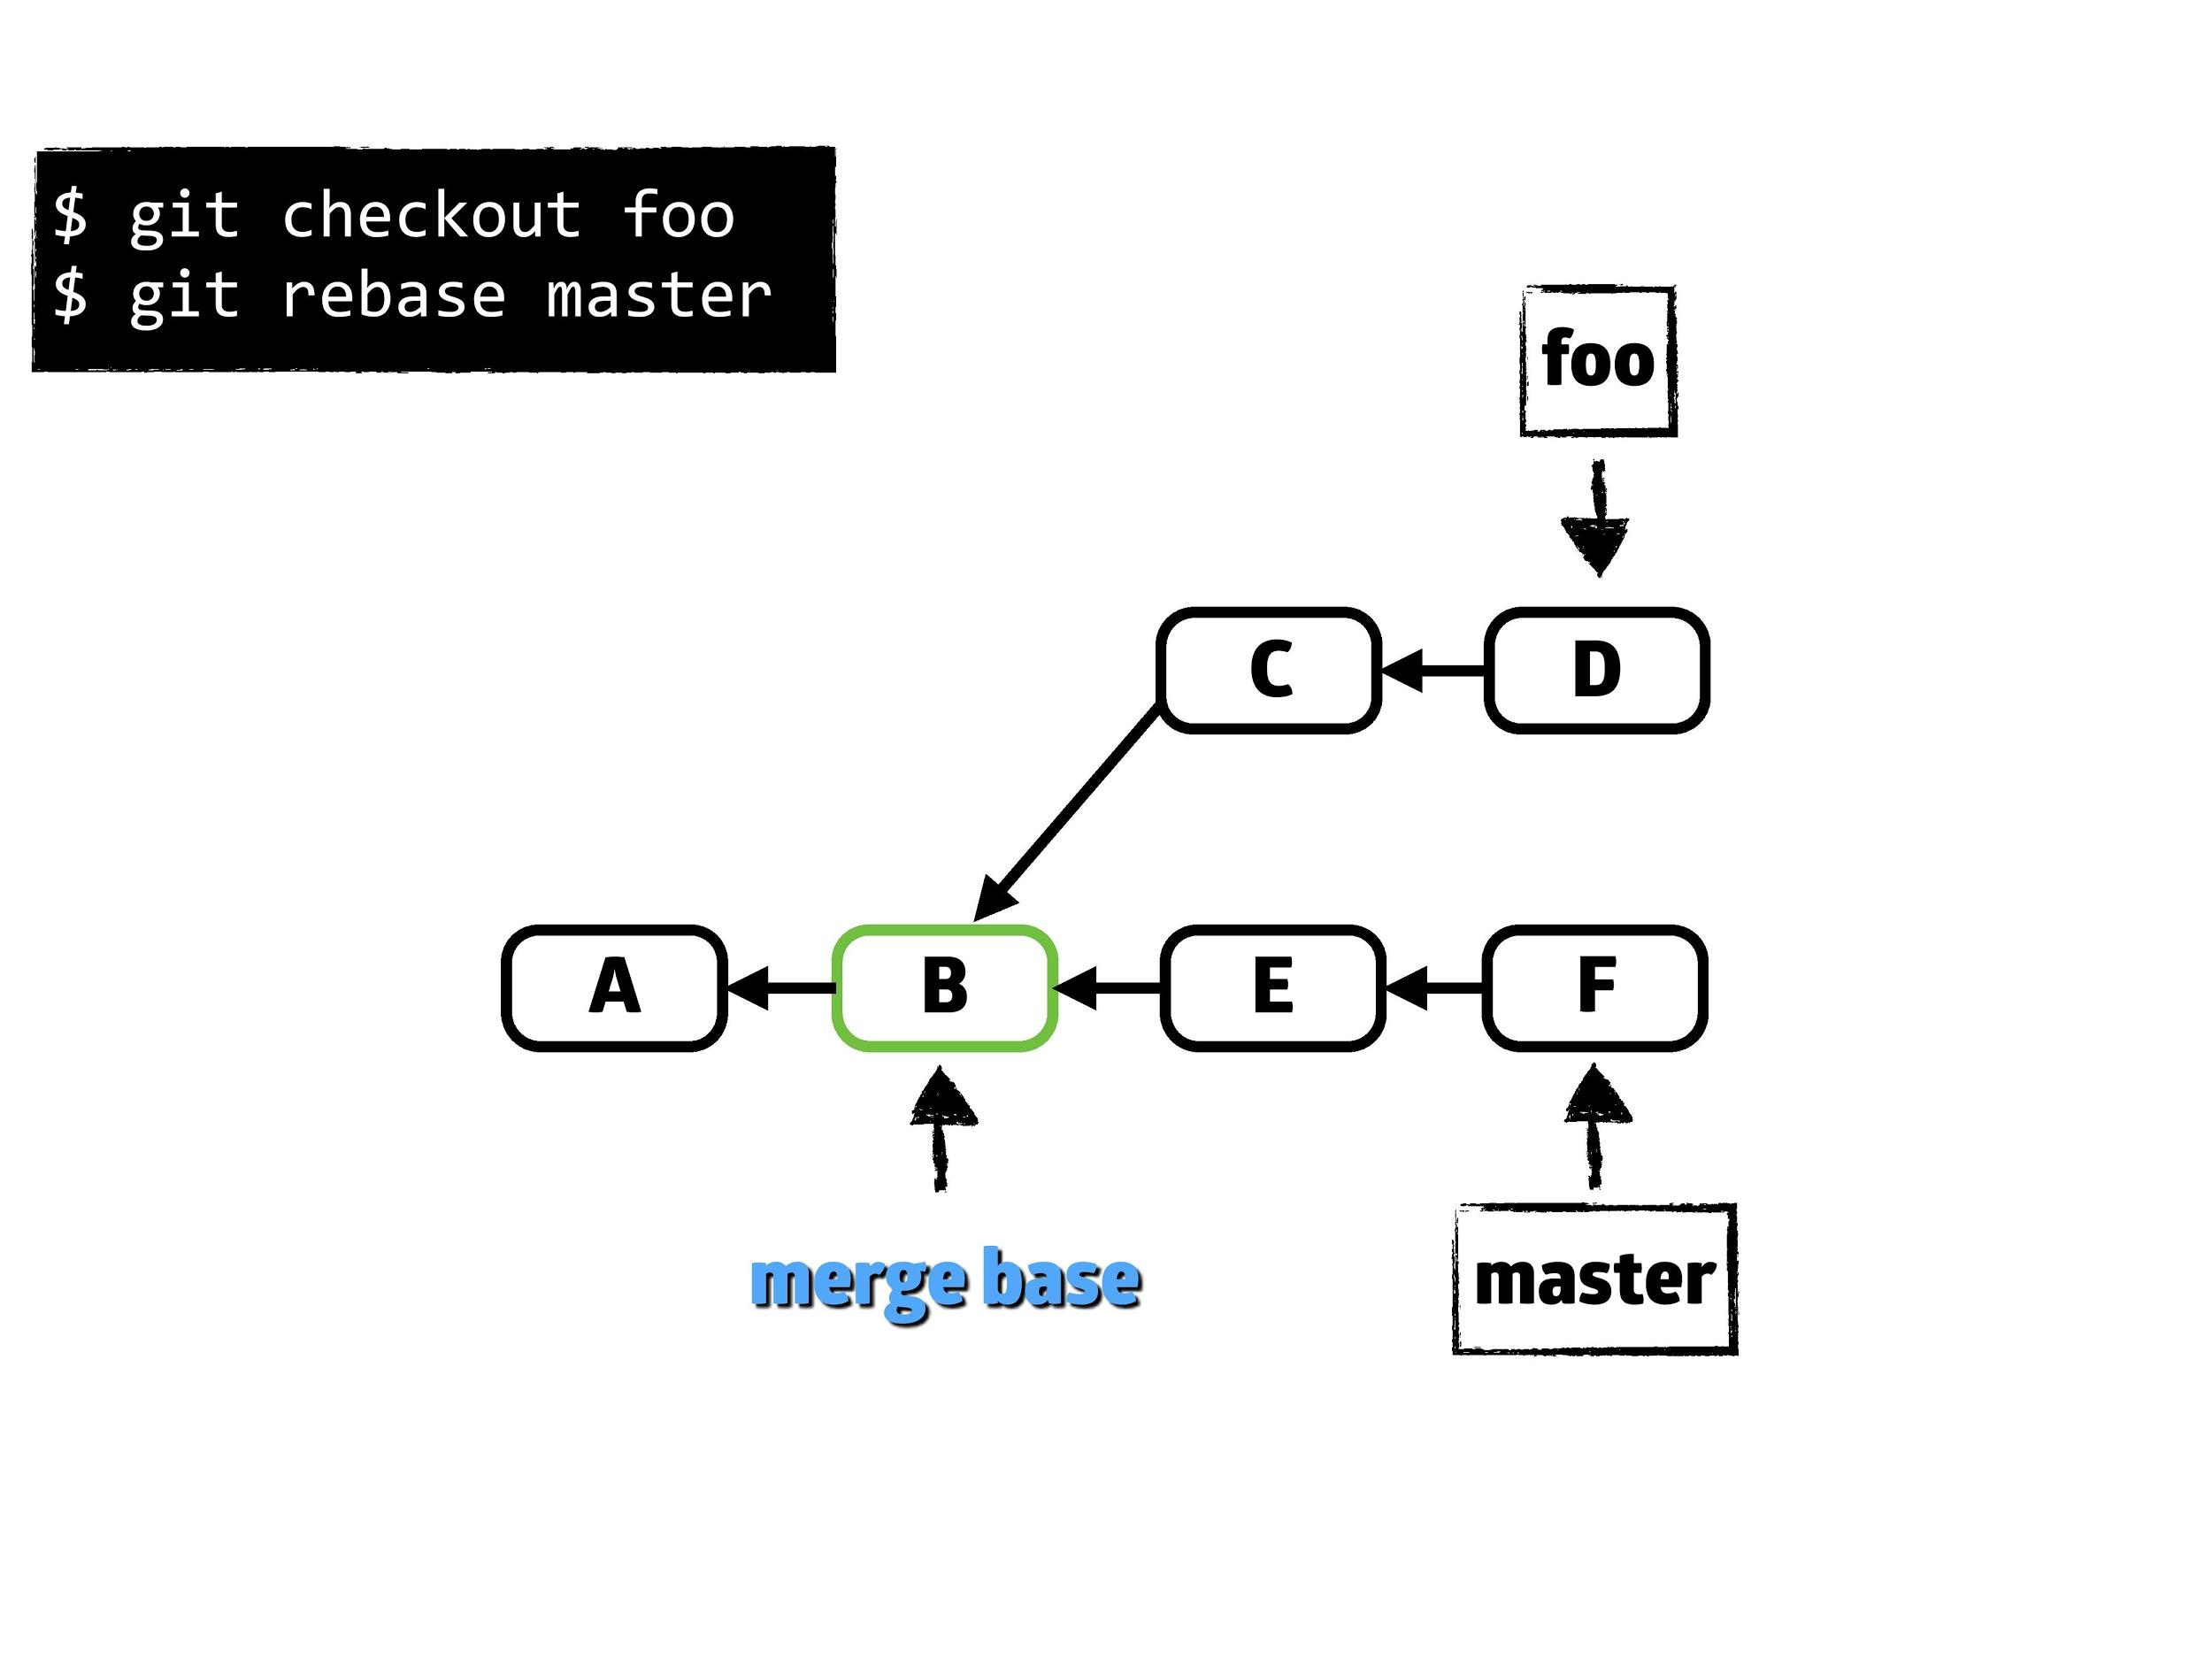 $ git checkout foo
$ git rebase master
foo
C
D
A
B
E
F
merge base
master